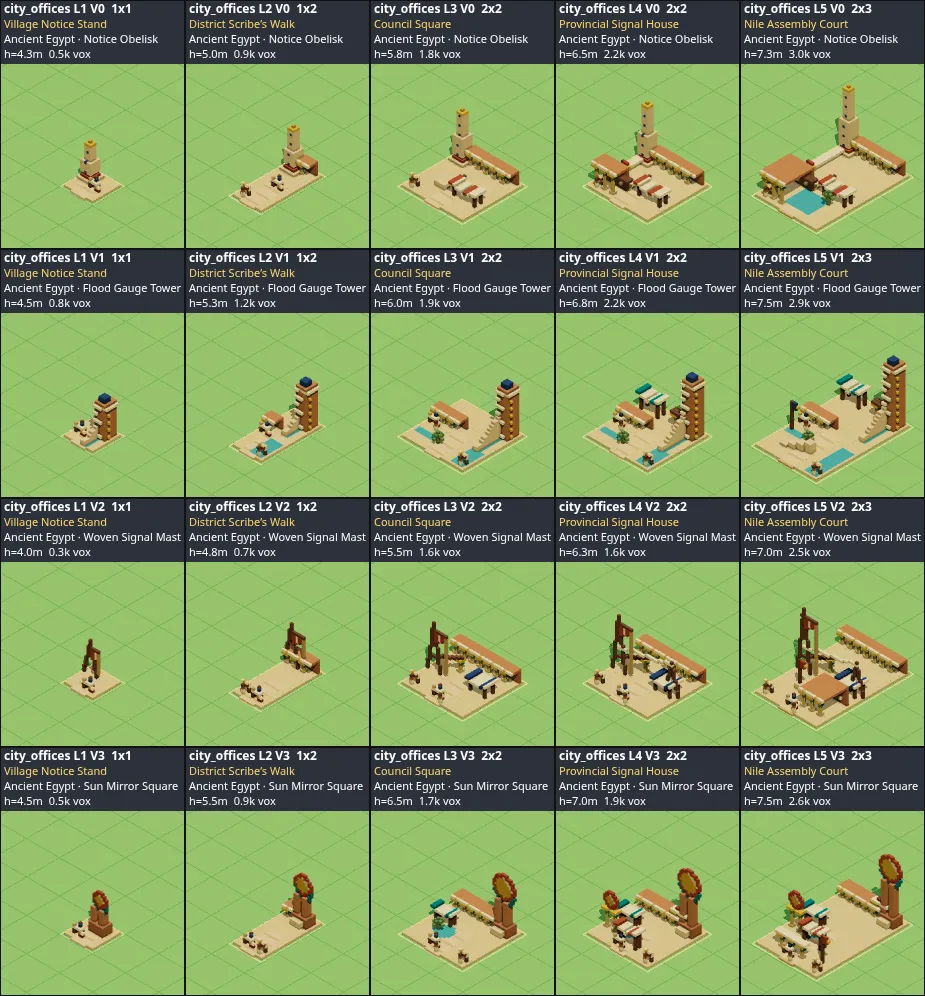 city_offices L1 V0 1x1
Village Notice Stand
Ancient Egypt · Notice Obelisk
h=4.3m 0.5k vox
city_offices L2 V0 1x2
District Scribe's Walk
Ancient Egypt · Notice Obelisk
h=5.0m 0.9k vox
city_offices L3 V0 2x2
Council Square
Ancient Egypt · Notice Obelisk
h=5.8m 1.8k vox
city_offices L4 V0 2x2
Provincial Signal House
Ancient Egypt · Notice Obelisk
h=6.5m 2.2k vox
city_offices L5 V0 2x3
Nile Assembly Court
Ancient Egypt · Notice Obelisk
h=7.3m 3.0k vox
city_offices L1 V1 1x1
Village Notice Stand
Ancient Egypt · Flood Gauge Tower
h=4.5m 0.8k vox
city_offices L2 V1 1x2
District Scribe's Walk
Ancient Egypt · Flood Gauge Tower
h=5.3m 1.2k vox
city_offices L3 V1 2x2
Council Square
Ancient Egypt · Flood Gauge Tower
h=6.0m 1.9k vox
city_offices L4 V1 2x2
Provincial Signal House
Ancient Egypt · Flood Gauge Tower
h=6.8m 2.2k vox
city_offices L5 V1 2x3
Nile Assembly Court
Ancient Egypt · Flood Gauge Tower
h=7.5m 2.9k vox
city_offices L1 V2 1x1
Village Notice Stand
Ancient Egypt · Woven Signal Mast
h=4.0m 0.3k vox
city_offices L2 V2 1x2
District Scribe's Walk
Ancient Egypt · Woven Signal Mast
h=4.8m 0.7k vox
city_offices L3 V2 2x2
Council Square
Ancient Egypt · Woven Signal Mast
h=5.5m 1.6k vox
city_offices L4 V2 2x2
Provincial Signal House
Ancient Egypt · Woven Signal Mast
h=6.3m 1.6k vox
city_offices L5 V2 2x3
Nile Assembly Court
Ancient Egypt · Woven Signal Mast
h=7.0m 2.5k vox
city_offices L1 V3 1x1
Village Notice Stand
Ancient Egypt · Sun Mirror Square
h=4.5m 0.5k vox
city_offices L2 V3 1x2
District Scribe's Walk
Ancient Egypt · Sun Mirror Square
h=5.5m 0.9k vox
city_offices L3 V3 2x2
Council Square
Ancient Egypt · Sun Mirror Square
h=6.5m 1.7k vox
city_offices L4 V3 2x2
Provincial Signal House
Ancient Egypt · Sun Mirror Square
h=7.0m 1.9k vox
city_offices L5 V3 2x3
Nile Assembly Court
Ancient Egypt · Sun Mirror Square
h=7.5m 2.6k vox